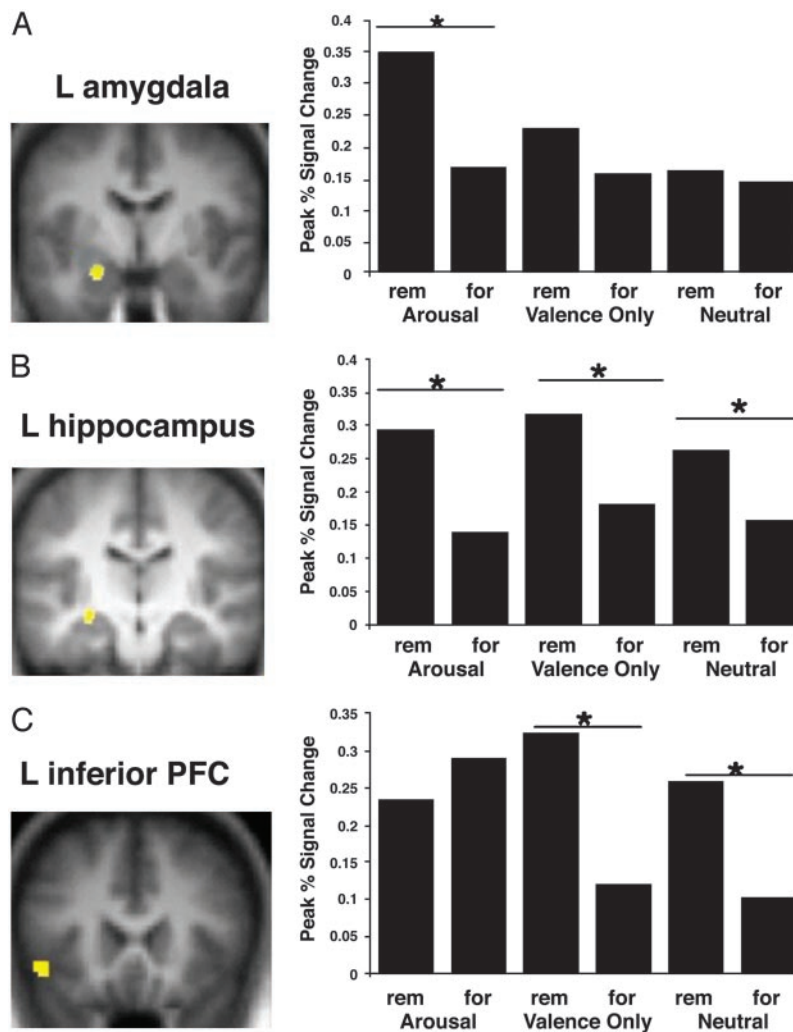 A
L amygdala
Peak % Signal Change
0.4
0.35
0.3
0.25
0.2
0.15
0.1
0.05
0
*
rem for rem for rem for
Arousal Valence Only Neutral
B
L hippocampus
Peak % Signal Change
0.4
0.35
0.3
0.25
0.2
0.15
0.1
0.05
0
* * *
rem for rem for rem for
Arousal Valence Only Neutral
C
L inferior PFC
Peak % Signal Change
0.35
0.3
0.25
0.2
0.15
0.1
0.05
0
* *
rem for rem for rem for
Arousal Valence Only Neutral